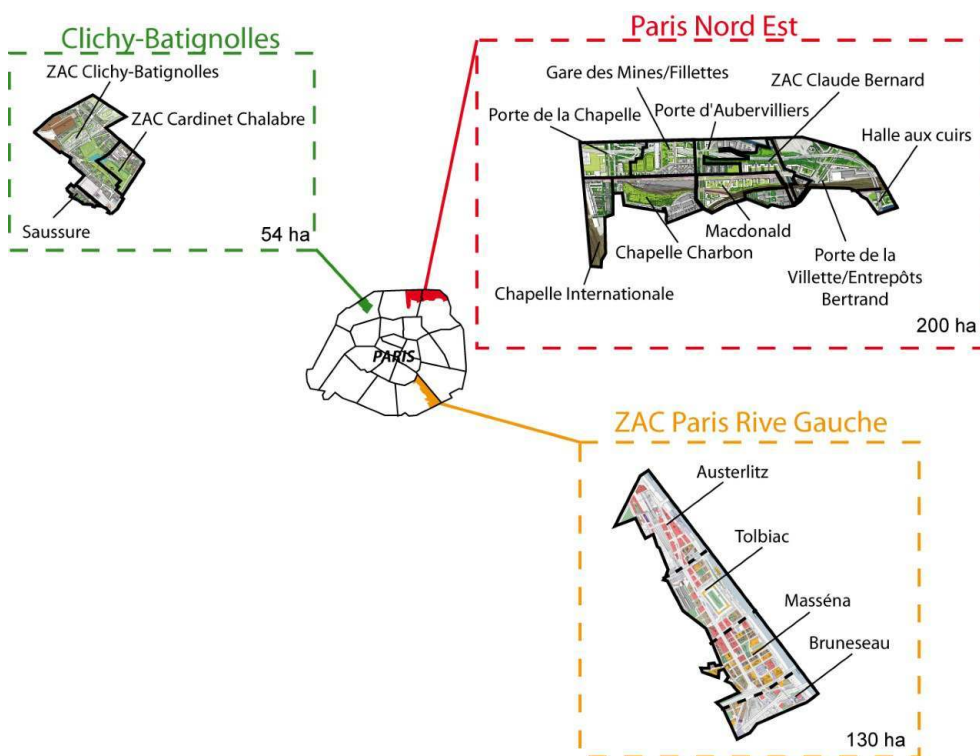 Clichy-Batignolles
ZAC Clichy-Batignolles
ZAC Cardinet Chalabre
Saussure
54 ha
Paris Nord Est
Gare des Mines/Fillettes
ZAC Claude Bernard
Porte de la Chapelle
Porte d'Aubervilliers
Halle aux cuirs
Macdonald
Chapelle Charbon
Porte de la
Villette/Entrepôts
Bertrand
Chapelle Internationale
200 ha
PARIS
ZAC Paris Rive Gauche
Austerlitz
Tolbiac
Masséna
Bruneseau
130 ha